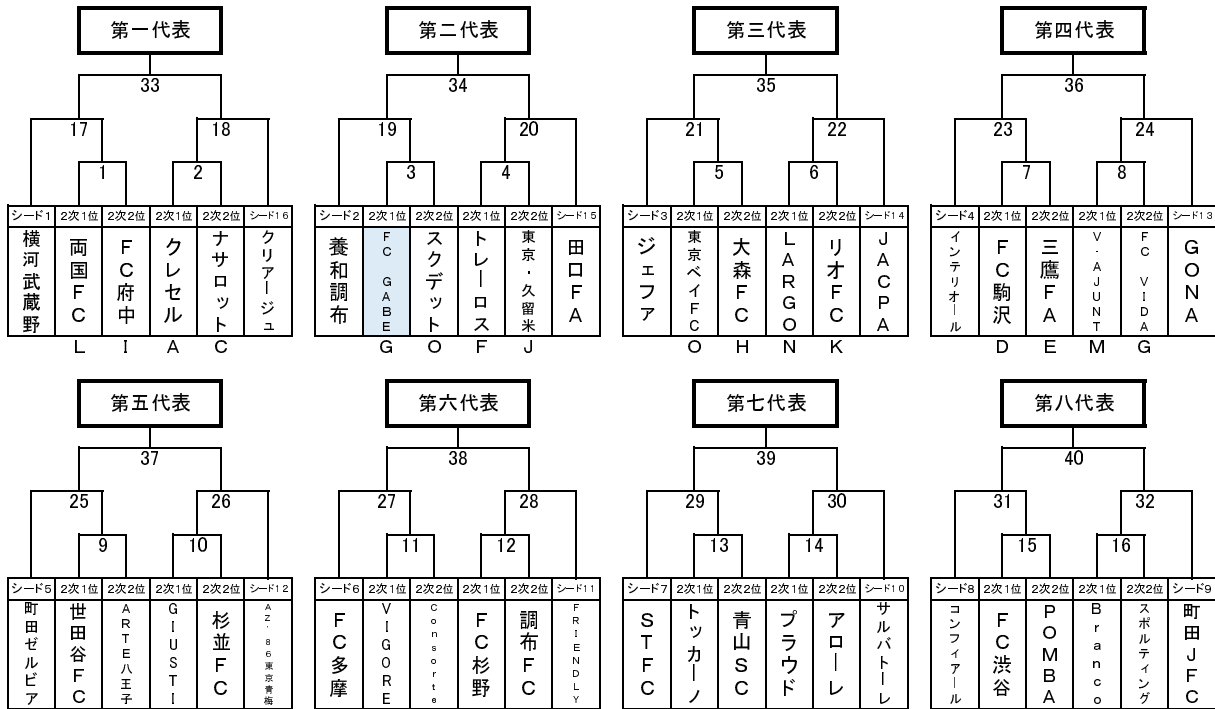 第一代表 第二代表 第三代表 第四代表
33 34 35 36
17 18 19 20 21 22 23 24
1 2 3 4 5 6 7 8
シード1 2次1位 2次2位 2次1位 2次2位 シード16 シード2 2次1位 2次2位 2次1位 2次2位 シード15 シード3 2次1位 2次2位 2次1位 2次2位 シード14 シード4 2次1位 2次2位 2次1位 2次2位 シード13
横河武蔵野
両国FC
FC府中
クレセル
ナサロット
クリアージュ
養和調布
FC GABE
スクデット
トレーロス
東京・久留米
田口FA
ジェファ
東京ベイFC
大森FC
LARGO
リオFC
JACPA
インテリオール
FC駒沢
三鷹FA
V・AJUNT
FC VIDA
GONA
L I A C G O F J O H N K D E M G
第五代表 第六代表 第七代表 第八代表
37 38 39 40
25 26 27 28 29 30 31 32
9 10 11 12 13 14 15 16
シード5 2次1位 2次2位 2次1位 2次2位 シード12 シード6 2次1位 2次2位 2次1位 2次2位 シード11 シード7 2次1位 2次2位 2次1位 2次2位 シード10 シード8 2次1位 2次2位 2次1位 2次2位 シード9
町田ゼルビア
世田谷FC
ARTE八王子
GIUSTI
杉並FC
AZ'86東京青梅
FC多摩
VIGORE
Consorte
FC杉野
調布FC
FRIENDLY
STFC
トッカーノ
青山SC
プラウド
アローレ
サルバトーレ
コンフィアール
FC渋谷
POMBA
Branco
スポルティング
町田JFC